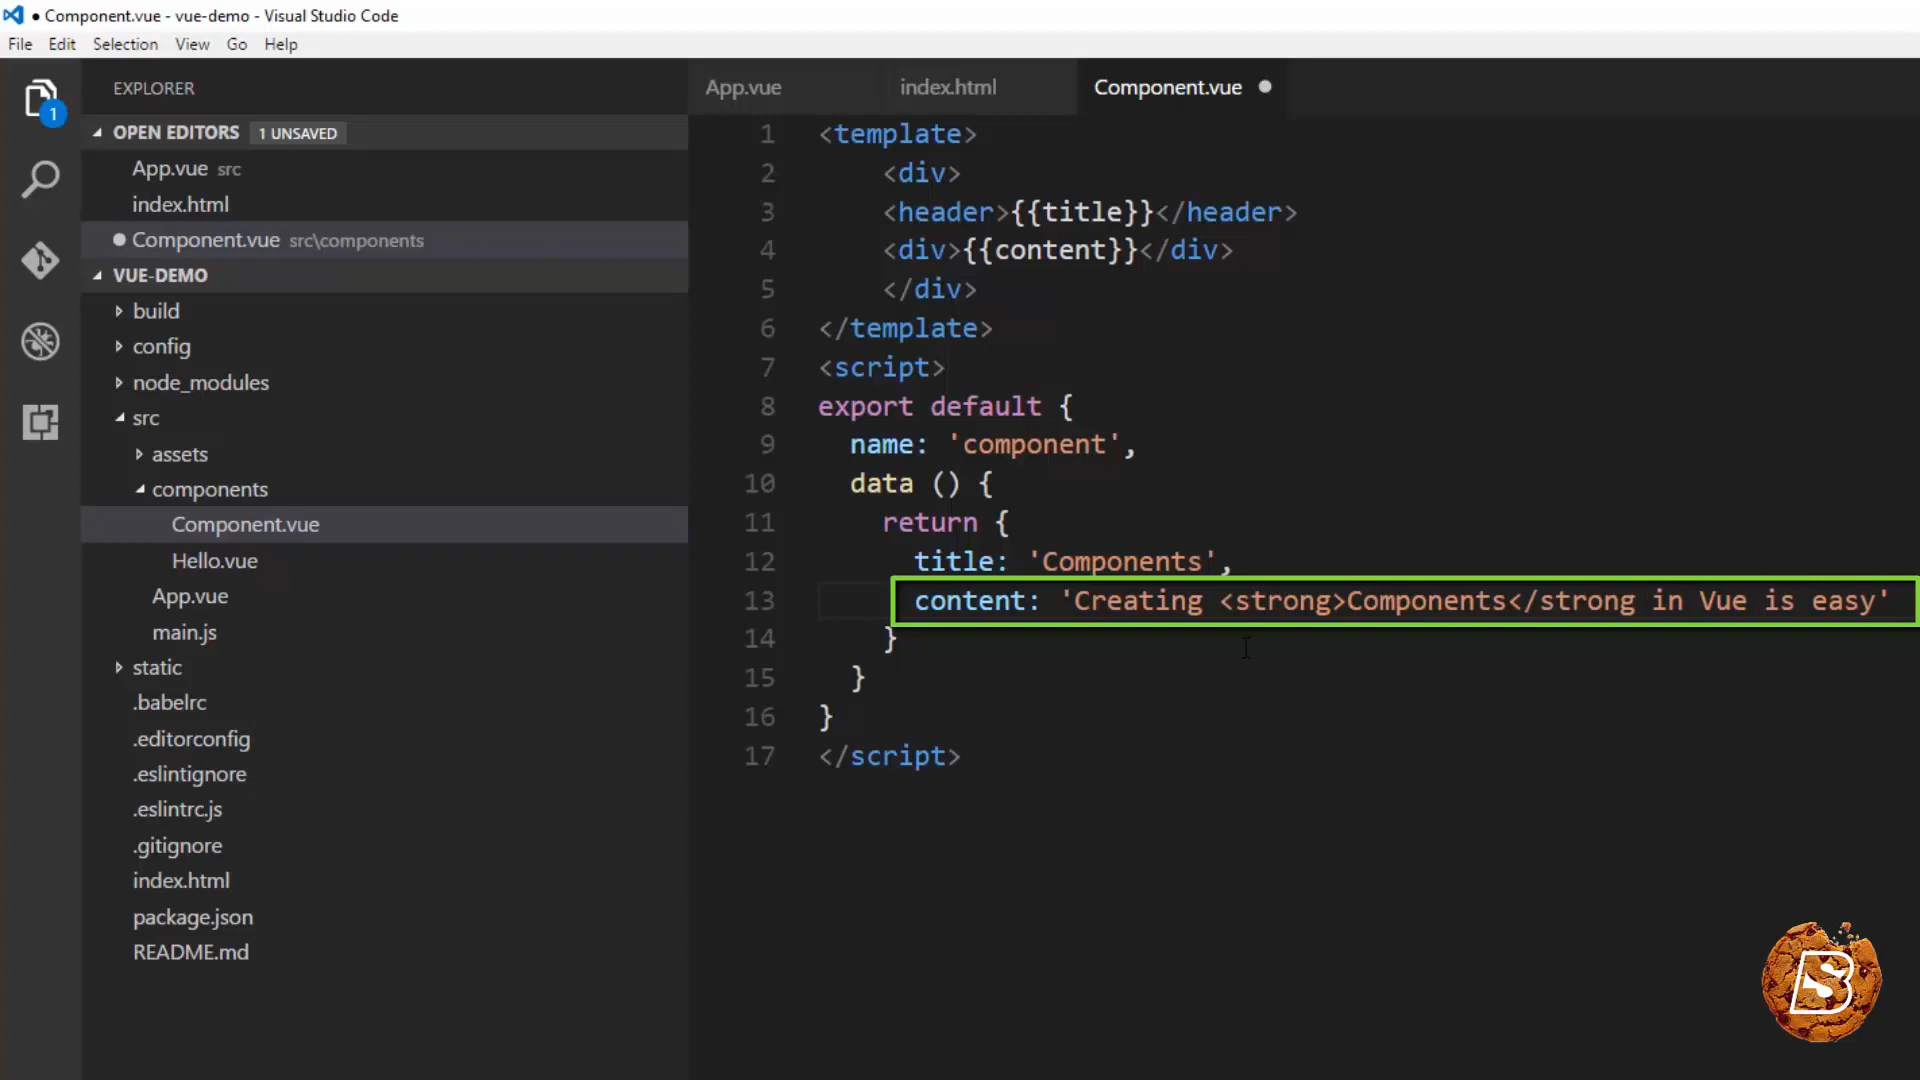 ● Component.vue - vue-demo - Visual Studio Code
File Edit Selection View Go Help
EXPLORER
1
OPEN EDITORS 1 UNSAVED
App.vue src
index.html
Component.vue src\components
VUE-DEMO
build
config
node_modules
src
assets
components
Component.vue
Hello.vue
App.vue
main.js
static
.babelrc
.editorconfig
.eslintignore
.eslintrc.js
.gitignore
index.html
package.json
README.md
App.vue index.html Component.vue
1 <template>
2 <div>
3 <header>{{title}}</header>
4 <div>{{content}}</div>
5 </div>
6 </template>
7 <script>
8 export default {
9 name: 'component',
10 data () {
11 return {
12 title: 'Components',
13 content: 'Creating <strong>Components</strong in Vue is easy'
14 }
15 }
16 }
17 </script>